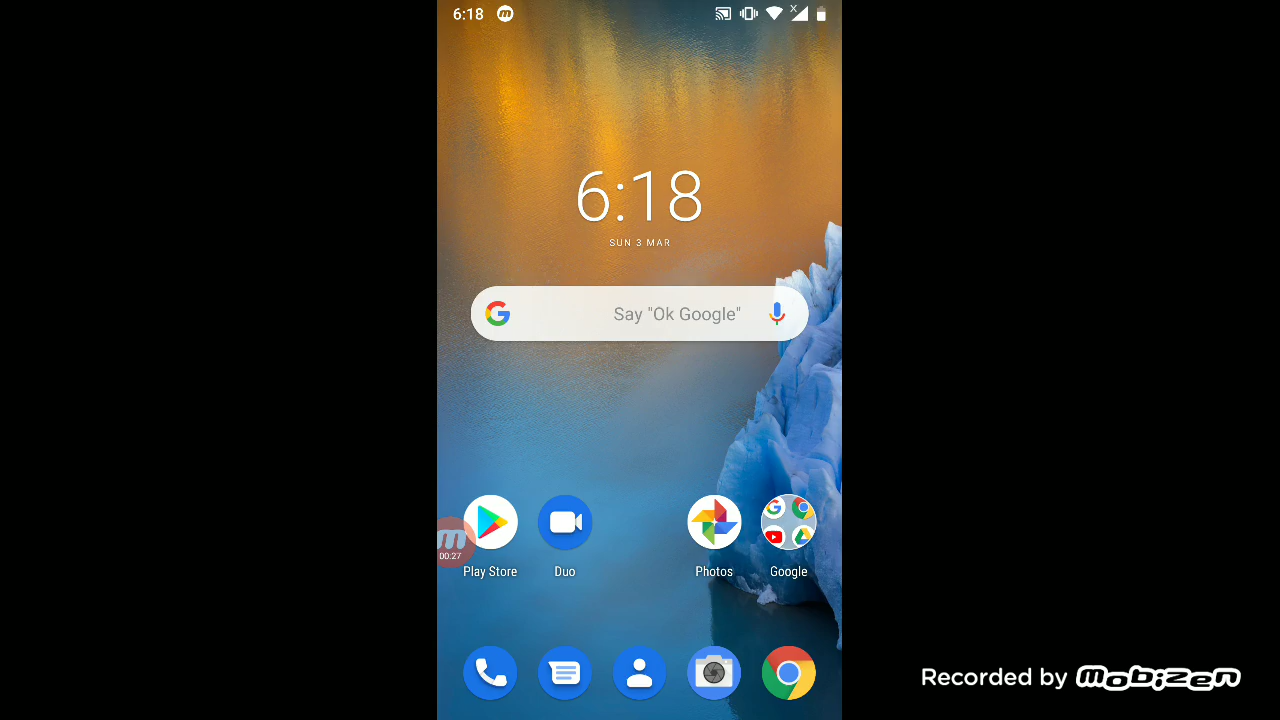 6:18
6:18
SUN 3 MAR
Say "Ok Google"
00:27
Play Store
Duo
Photos
Google
Recorded by mobizen